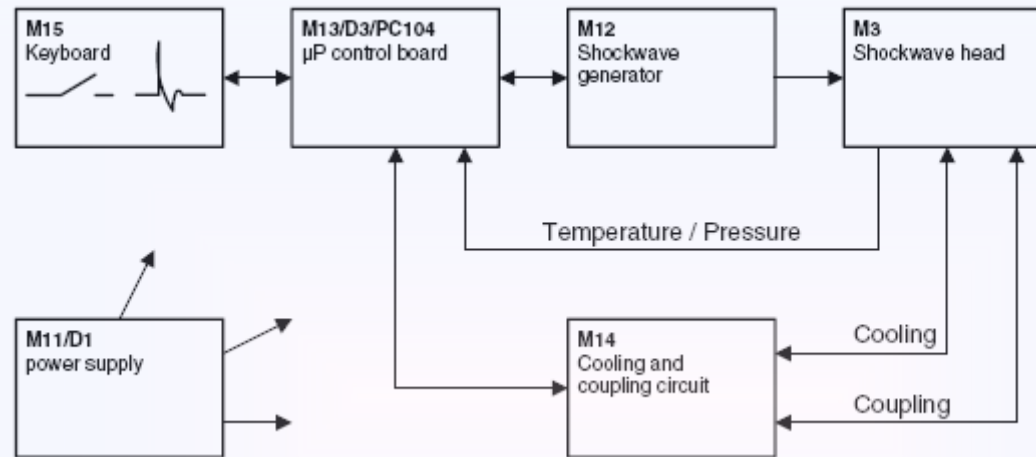 M15
Keyboard
M13/D3/PC104
µP control board
M12
Shockwave
generator
M3
Shockwave head
Temperature / Pressure
M11/D1
power supply
M14
Cooling and
coupling circuit
Cooling
Coupling